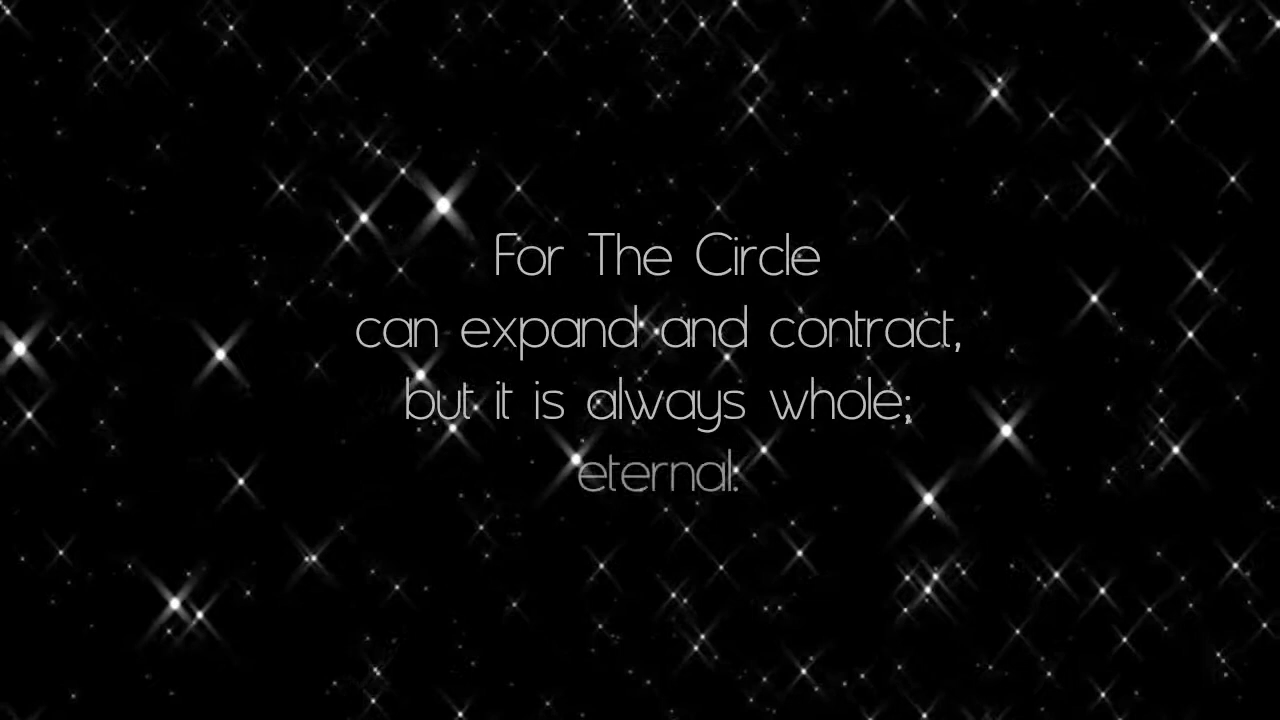 For The Circle
can expand and contract,
but it is always whole;
eternal.